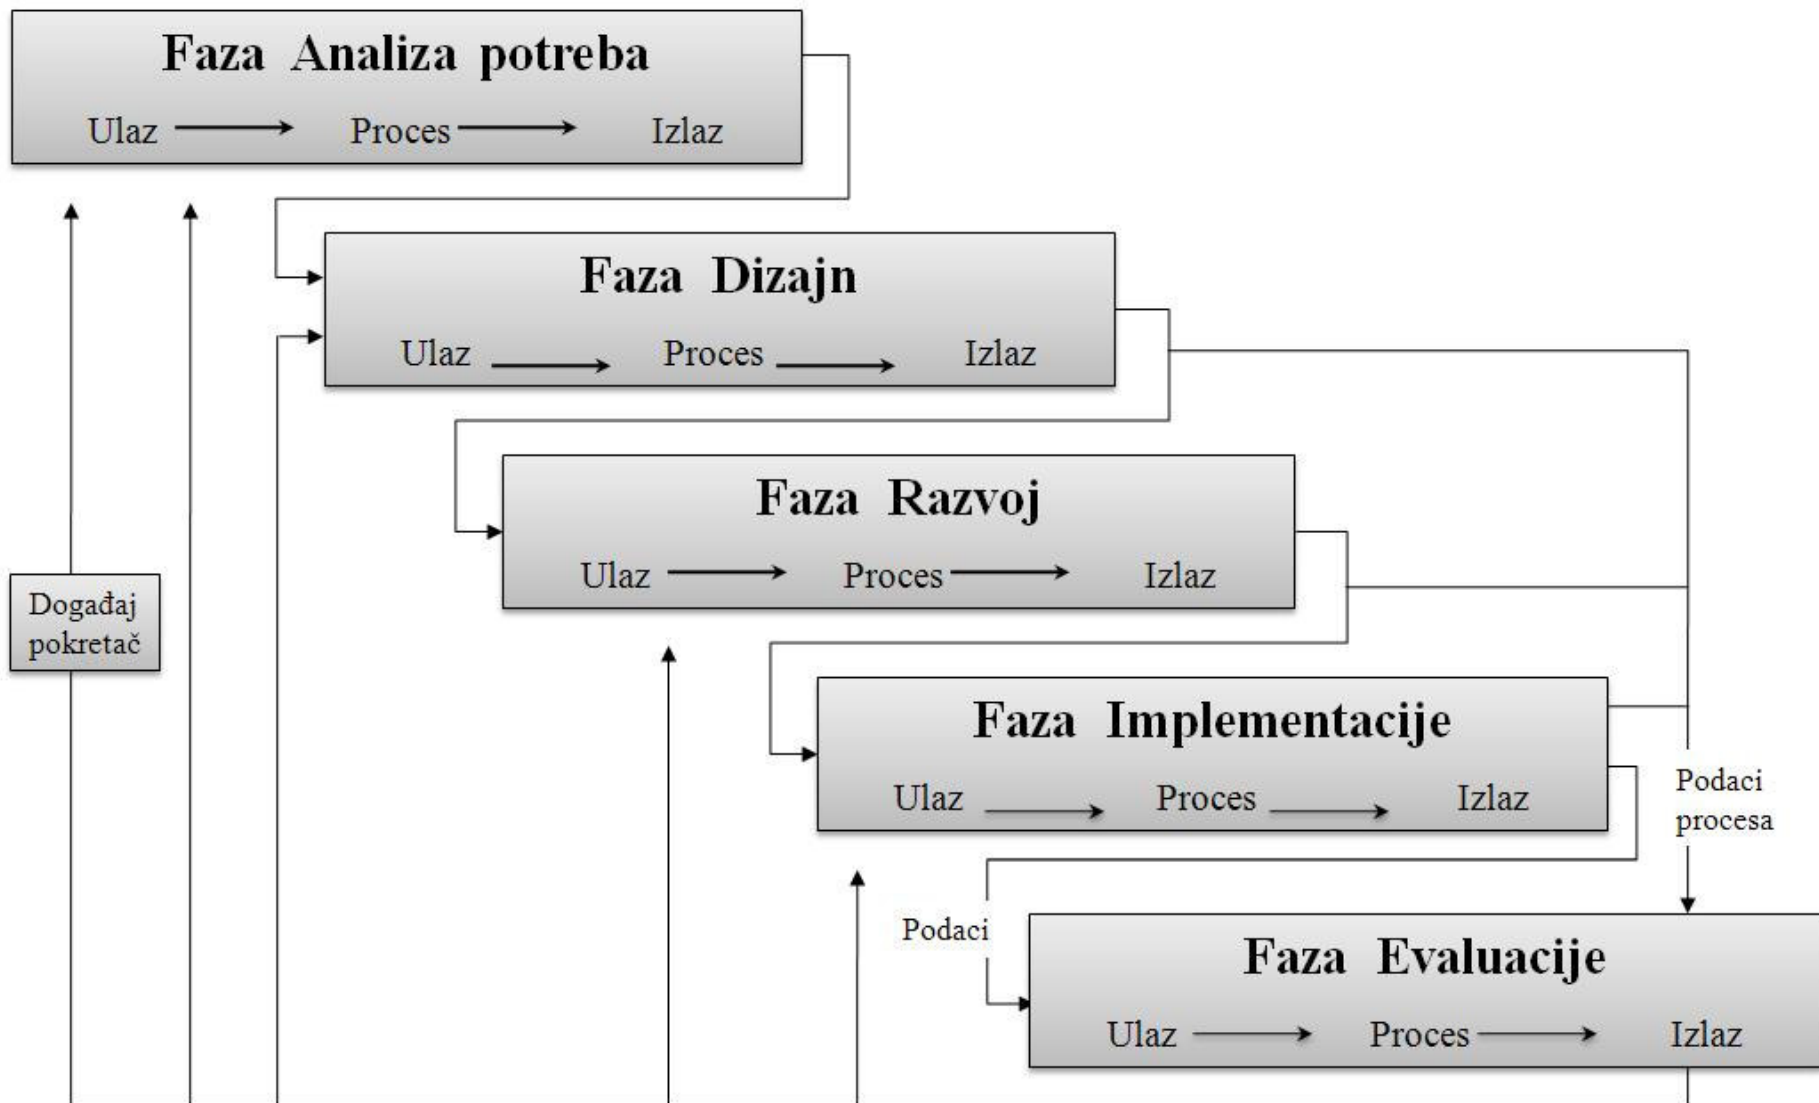 Faza Analiza potreba
Ulaz Proces Izlaz
Faza Dizajn
Ulaz Proces Izlaz
Faza Razvoj
Ulaz Proces Izlaz
Događaj
pokretač
Faza Implementacije
Ulaz Proces Izlaz
Podaci
procesa
Podaci
Faza Evaluacije
Ulaz Proces Izlaz